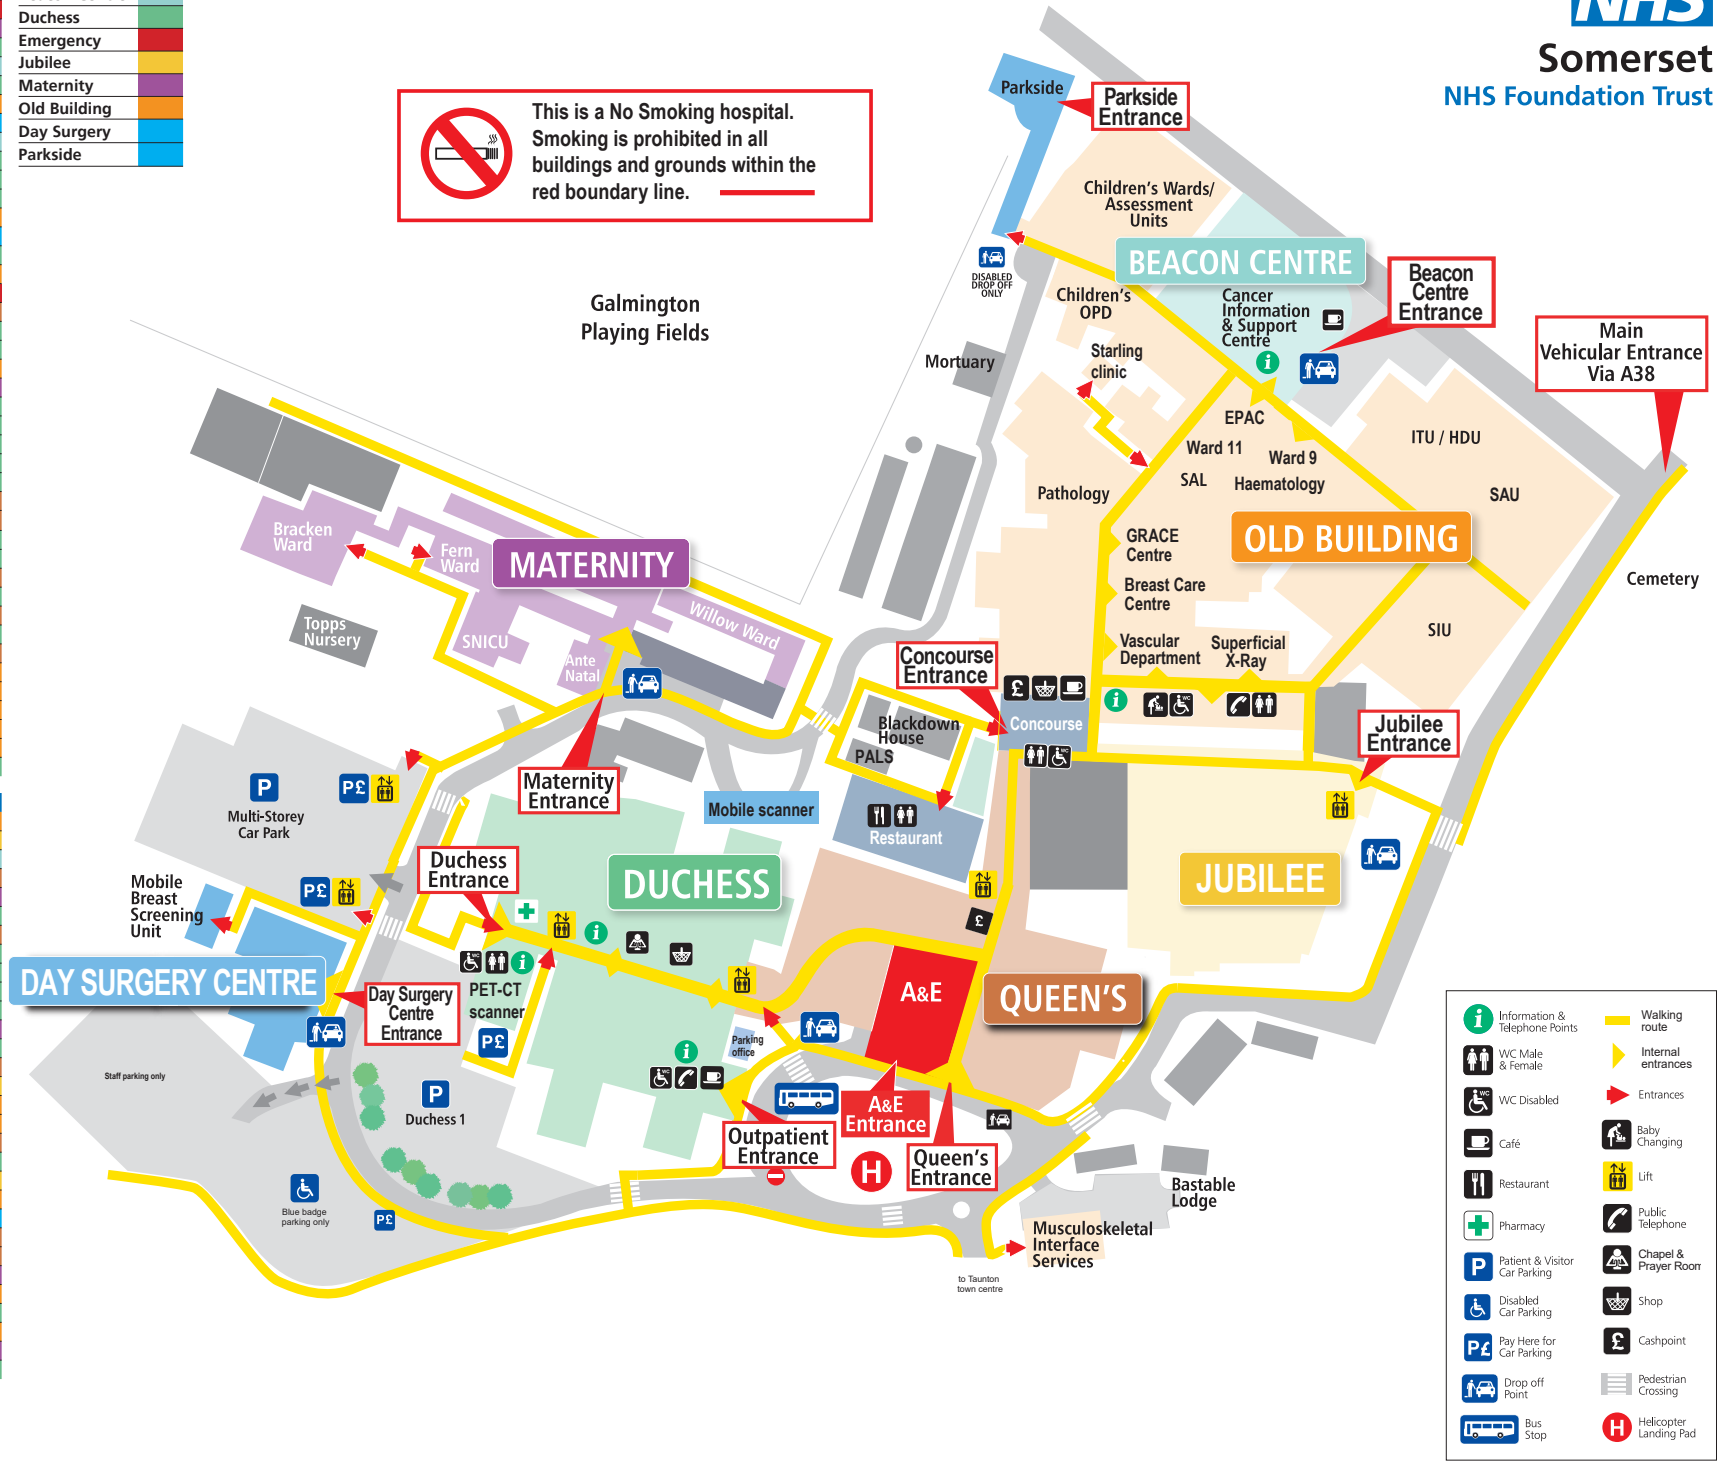 Duchess
Emergency
Jubilee
Maternity
Old Building
Day Surgery
Parkside
This is a No Smoking hospital.
Smoking is prohibited in all
buildings and grounds within the
red boundary line.
NHS
Somerset
NHS Foundation Trust
Parkside
Parkside
Entrance
Children's Wards/
Assessment
Units
BEACON CENTRE
Beacon
Centre
Entrance
DISABLED
DROP OFF
ONLY
Children's
OPD
Cancer
Information
& Support
Centre
i
Main
Vehicular Entrance
Via A38
Galmington
Playing Fields
Mortuary
Starling
clinic
EPAC
Ward 11
Ward 9
SAL
Haematology
ITU / HDU
SAU
Pathology
OLD BUILDING
GRACE
Centre
Breast Care
Centre
Vascular
Department
Superficial
X-Ray
SIU
Cemetery
Bracken
Ward
Fern
Ward
MATERNITY
Willow Ward
Topps
Nursery
SNICU
Ante
Natal
Concourse
Entrance
£
i
WC
Concourse
WC
Blackdown
House
PALS
Jubilee
Entrance
Maternity
Entrance
P
P£
Multi-Storey
Car Park
Mobile scanner
Restaurant
Duchess
Entrance
DUCHESS
JUBILEE
£
P£
Mobile
Breast
Screening
Unit
i
WC
i
PET-CT
scanner
P£
DAY SURGERY CENTRE
Day Surgery
Centre
Entrance
A&E
QUEEN'S
Parking
office
i
WC
Staff parking only
P
Duchess 1
A&E
Entrance
Outpatient
Entrance
H
Queen's
Entrance
Blue badge
parking only
P£
Bastable
Lodge
Musculoskeletal
Interface
Services
to Taunton
town centre
i
Information &
Telephone Points
WC Male
& Female
WC
WC Disabled
Café
Restaurant
Pharmacy
P
Patient & Visitor
Car Parking
Disabled
Car Parking
P£
Pay Here for
Car Parking
Drop off
Point
Bus
Stop
Walking
route
Internal
entrances
Entrances
Baby
Changing
Lift
Public
Telephone
Chapel &
Prayer Room
Shop
£
Cashpoint
Pedestrian
Crossing
H
Helicopter
Landing Pad